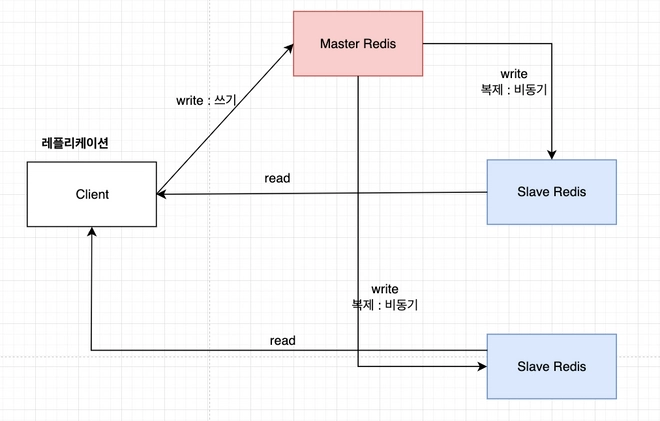 Master Redis
write
복제 : 비동기
write : 쓰기
레플리케이션
Client
read
Slave Redis
write
복제 : 비동기
read
Slave Redis